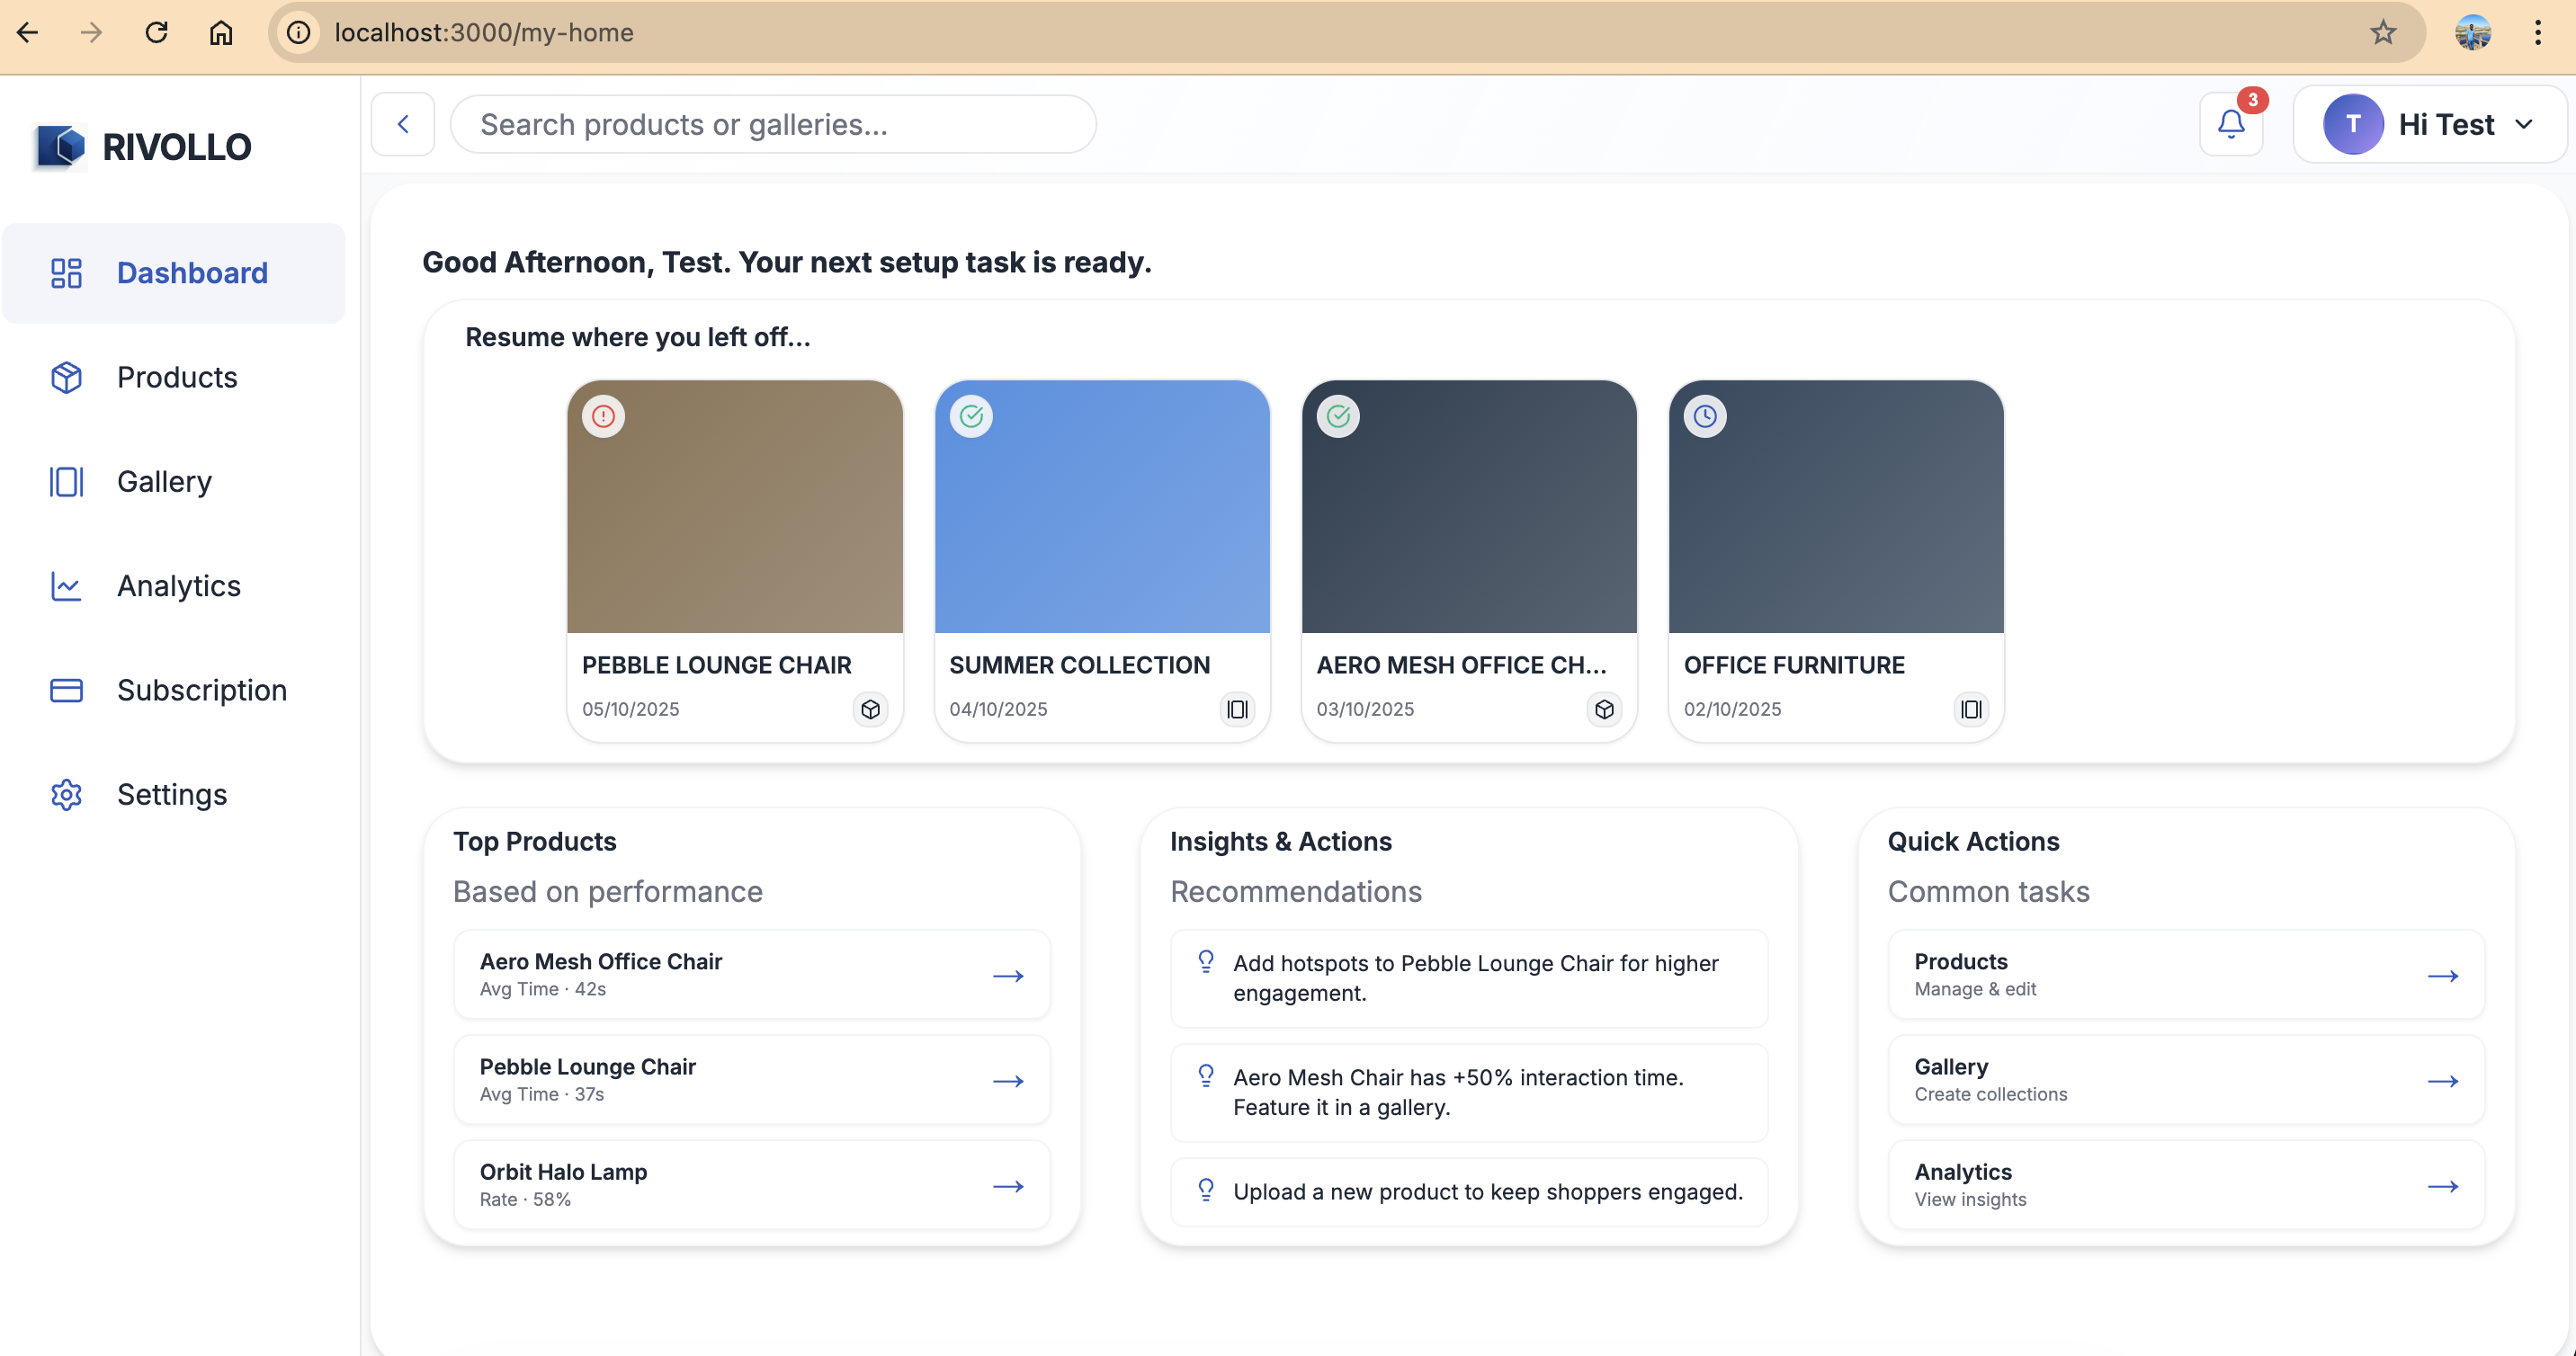 localhost:3000/my-home
RIVOLLO
Search products or galleries...
3
T
Hi Test
Dashboard
Products
Gallery
Analytics
Subscription
Settings
Good Afternoon, Test. Your next setup task is ready.
Resume where you left off...
PEBBLE LOUNGE CHAIR
05/10/2025
SUMMER COLLECTION
04/10/2025
AERO MESH OFFICE CH...
03/10/2025
OFFICE FURNITURE
02/10/2025
Top Products
Based on performance
Aero Mesh Office Chair
Avg Time · 42s
Pebble Lounge Chair
Avg Time · 37s
Orbit Halo Lamp
Rate · 58%
Insights & Actions
Recommendations
Add hotspots to Pebble Lounge Chair for higher
engagement.
Aero Mesh Chair has +50% interaction time.
Feature it in a gallery.
Upload a new product to keep shoppers engaged.
Quick Actions
Common tasks
Products
Manage & edit
Gallery
Create collections
Analytics
View insights